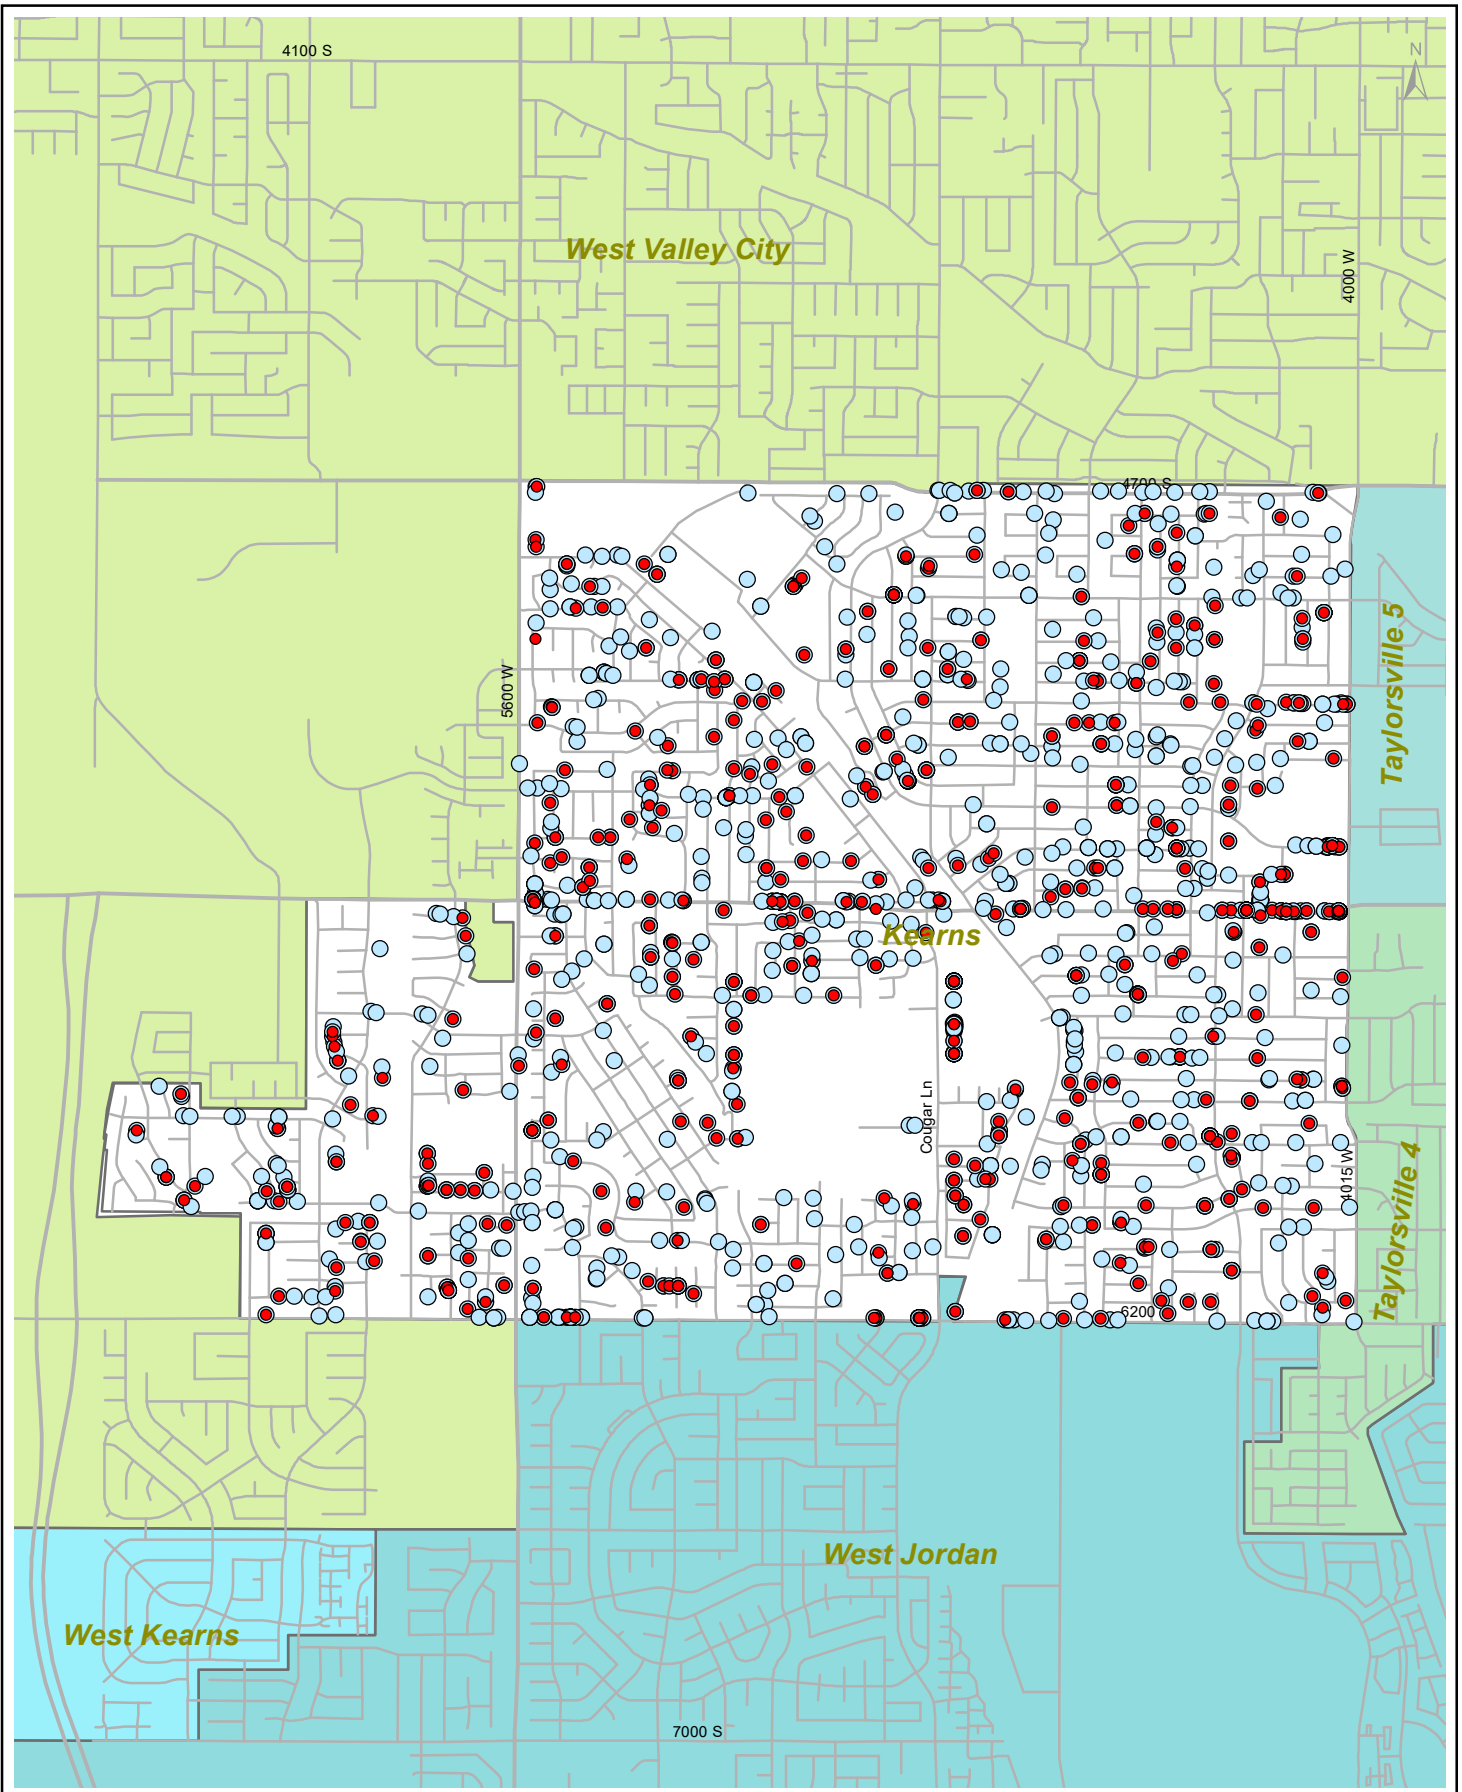 4100 S
N
West Valley City
4000 W
4700 S
Taylorsville 5
5600 W
Kearns
Cougar Ln
4015 W
Taylorsville 4
6200
West Jordan
West Kearns
7000 S